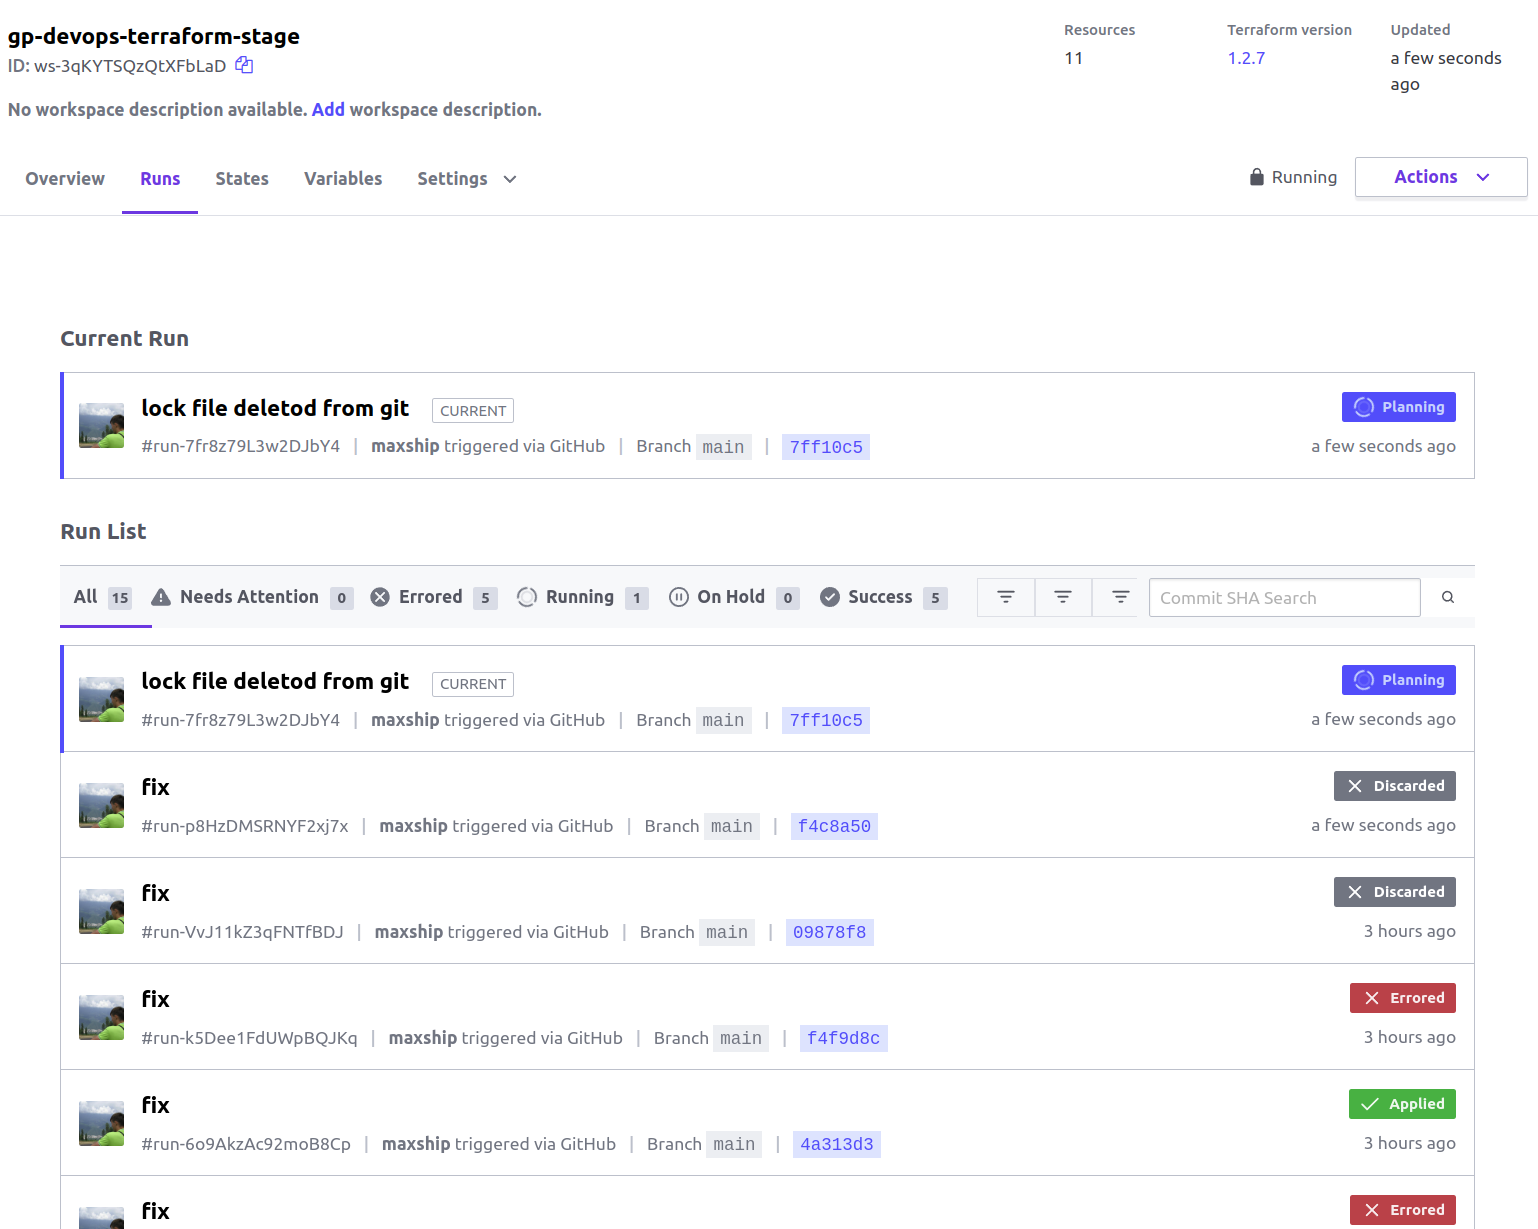 gp-devops-terraform-stage
ID: ws-3qKYTSQzQtXFbLaD
No workspace description available. Add workspace description.
Resources
11
Terraform version
1.2.7
Updated
a few seconds
ago
Overview Runs States Variables Settings
Running
Actions
Current Run
lock file deletod from git CURRENT
Planning
#run-7fr8z79L3w2DJbY4 | maxship triggered via GitHub | Branch main | 7ff10c5
a few seconds ago
Run List
All 15 Needs Attention 0 Errored 5 Running 1 On Hold 0 Success 5 Commit SHA Search
lock file deletod from git CURRENT
Planning
#run-7fr8z79L3w2DJbY4 | maxship triggered via GitHub | Branch main | 7ff10c5
a few seconds ago
fix
Discarded
#run-p8HzDMSRNYF2xj7x | maxship triggered via GitHub | Branch main | f4c8a50
a few seconds ago
fix
Discarded
#run-VvJ11kZ3qFNTfBDJ | maxship triggered via GitHub | Branch main | 09878f8
3 hours ago
fix
Errored
#run-k5Dee1FdUWpBQJKq | maxship triggered via GitHub | Branch main | f4f9d8c
3 hours ago
fix
Applied
#run-6o9AkzAc92moB8Cp | maxship triggered via GitHub | Branch main | 4a313d3
3 hours ago
fix
Errored